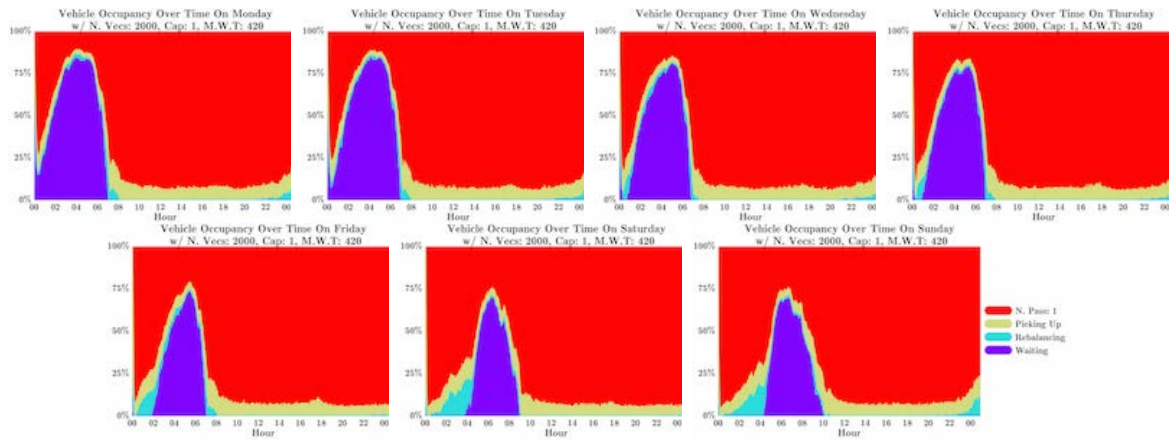 Vehicle Occupancy Over Time On Monday
w/ N. Vecs: 2000, Cap: 1, M.W.T: 420
100%
75%
50%
25%
0%
00 02 04 06 08 10 12 14 16 18 20 22 00
Hour
Vehicle Occupancy Over Time On Tuesday
w/ N. Vecs: 2000, Cap: 1, M.W.T: 420
100%
75%
50%
25%
0%
00 02 04 06 08 10 12 14 16 18 20 22 00
Hour
Vehicle Occupancy Over Time On Wednesday
w/ N. Vecs: 2000, Cap: 1, M.W.T: 420
100%
75%
50%
25%
0%
00 02 04 06 08 10 12 14 16 18 20 22 00
Hour
Vehicle Occupancy Over Time On Thursday
w/ N. Vecs: 2000, Cap: 1, M.W.T: 420
100%
75%
50%
25%
0%
00 02 04 06 08 10 12 14 16 18 20 22 00
Hour
Vehicle Occupancy Over Time On Friday
w/ N. Vecs: 2000, Cap: 1, M.W.T: 420
100%
75%
50%
25%
0%
00 02 04 06 08 10 12 14 16 18 20 22 00
Hour
Vehicle Occupancy Over Time On Saturday
w/ N. Vecs: 2000, Cap: 1, M.W.T: 420
100%
75%
50%
25%
0%
00 02 04 06 08 10 12 14 16 18 20 22 00
Hour
Vehicle Occupancy Over Time On Sunday
w/ N. Vecs: 2000, Cap: 1, M.W.T: 420
100%
75%
50%
25%
0%
00 02 04 06 08 10 12 14 16 18 20 22 00
Hour
N. Pass: 1
Picking Up
Rebalancing
Waiting